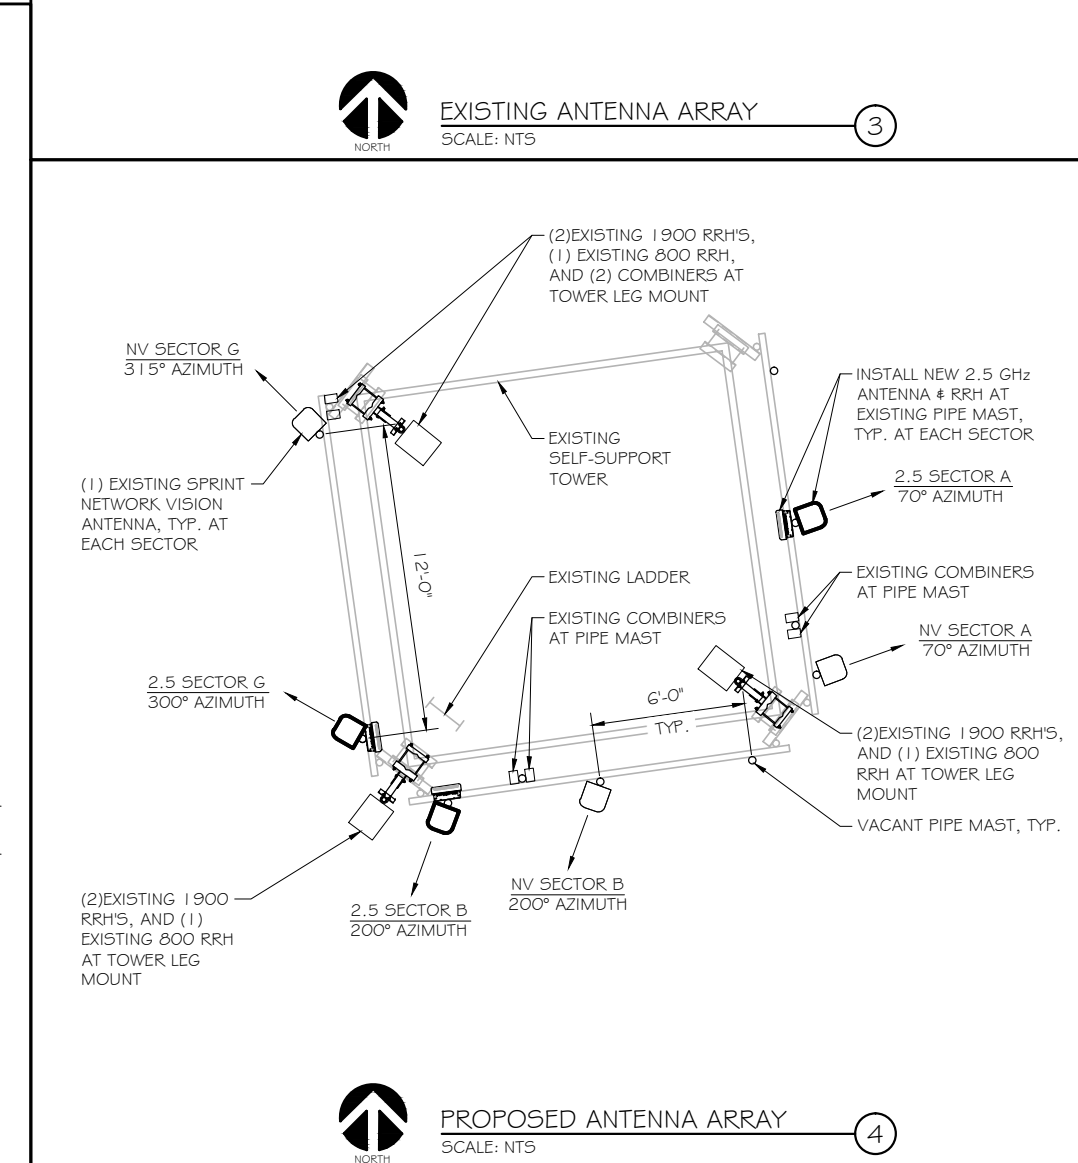 NORTH
EXISTING ANTENNA ARRAY
SCALE: NTS
3
(2)EXISTING 1900 RRH'S,
(1) EXISTING 800 RRH,
AND (2) COMBINERS AT
TOWER LEG MOUNT
NV SECTOR G
315° AZIMUTH
INSTALL NEW 2.5 GHz
ANTENNA & RRH AT
EXISTING PIPE MAST,
TYP. AT EACH SECTOR
EXISTING
SELF-SUPPORT
TOWER
(1) EXISTING SPRINT
NETWORK VISION
ANTENNA, TYP. AT
EACH SECTOR
2.5 SECTOR A
70° AZIMUTH
12'-0"
EXISTING LADDER
EXISTING COMBINERS
AT PIPE MAST
EXISTING COMBINERS
AT PIPE MAST
NV SECTOR A
70° AZIMUTH
2.5 SECTOR G
300° AZIMUTH
6'-0"
TYP.
(2)EXISTING 1900 RRH'S,
AND (1) EXISTING 800
RRH AT TOWER LEG
MOUNT
VACANT PIPE MAST, TYP.
NV SECTOR B
200° AZIMUTH
2.5 SECTOR B
200° AZIMUTH
(2)EXISTING 1900
RRH'S, AND (1)
EXISTING 800 RRH
AT TOWER LEG
MOUNT
NORTH
PROPOSED ANTENNA ARRAY
SCALE: NTS
4